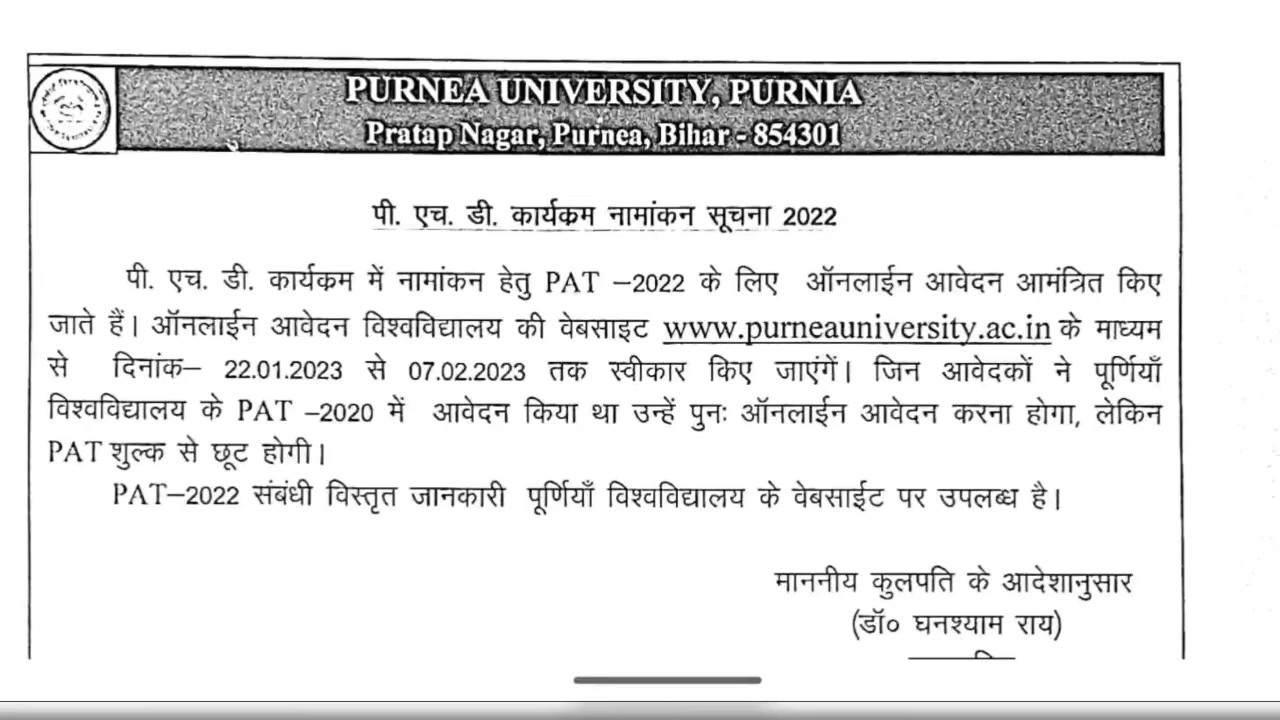 PURNEA UNIVERSITY, PURNIA
Pratap Nagar, Purnea, Bihar - 854301
पी. एच. डी. कार्यक्रम नामांकन सूचना 2022
पी. एच. डी. कार्यक्रम में नामांकन हेतु PAT –2022 के लिए ऑनलाईन आवेदन आमंत्रित किए
जाते हैं। ऑनलाईन आवेदन विश्वविद्यालय की वेबसाइट www.purneauniversity.ac.in के माध्यम
से दिनांक– 22.01.2023 से 07.02.2023 तक स्वीकार किए जाएंगें। जिन आवेदकों ने पूर्णियाँ
विश्वविद्यालय के PAT –2020 में आवेदन किया था उन्हें पुनः ऑनलाईन आवेदन करना होगा, लेकिन
PAT शुल्क से छूट होगी।
PAT–2022 संबंधी विस्तृत जानकारी पूर्णियाँ विश्वविद्यालय के वेबसाईट पर उपलब्ध है।
माननीय कुलपति के आदेशानुसार
(डॉ० घनश्याम राय)